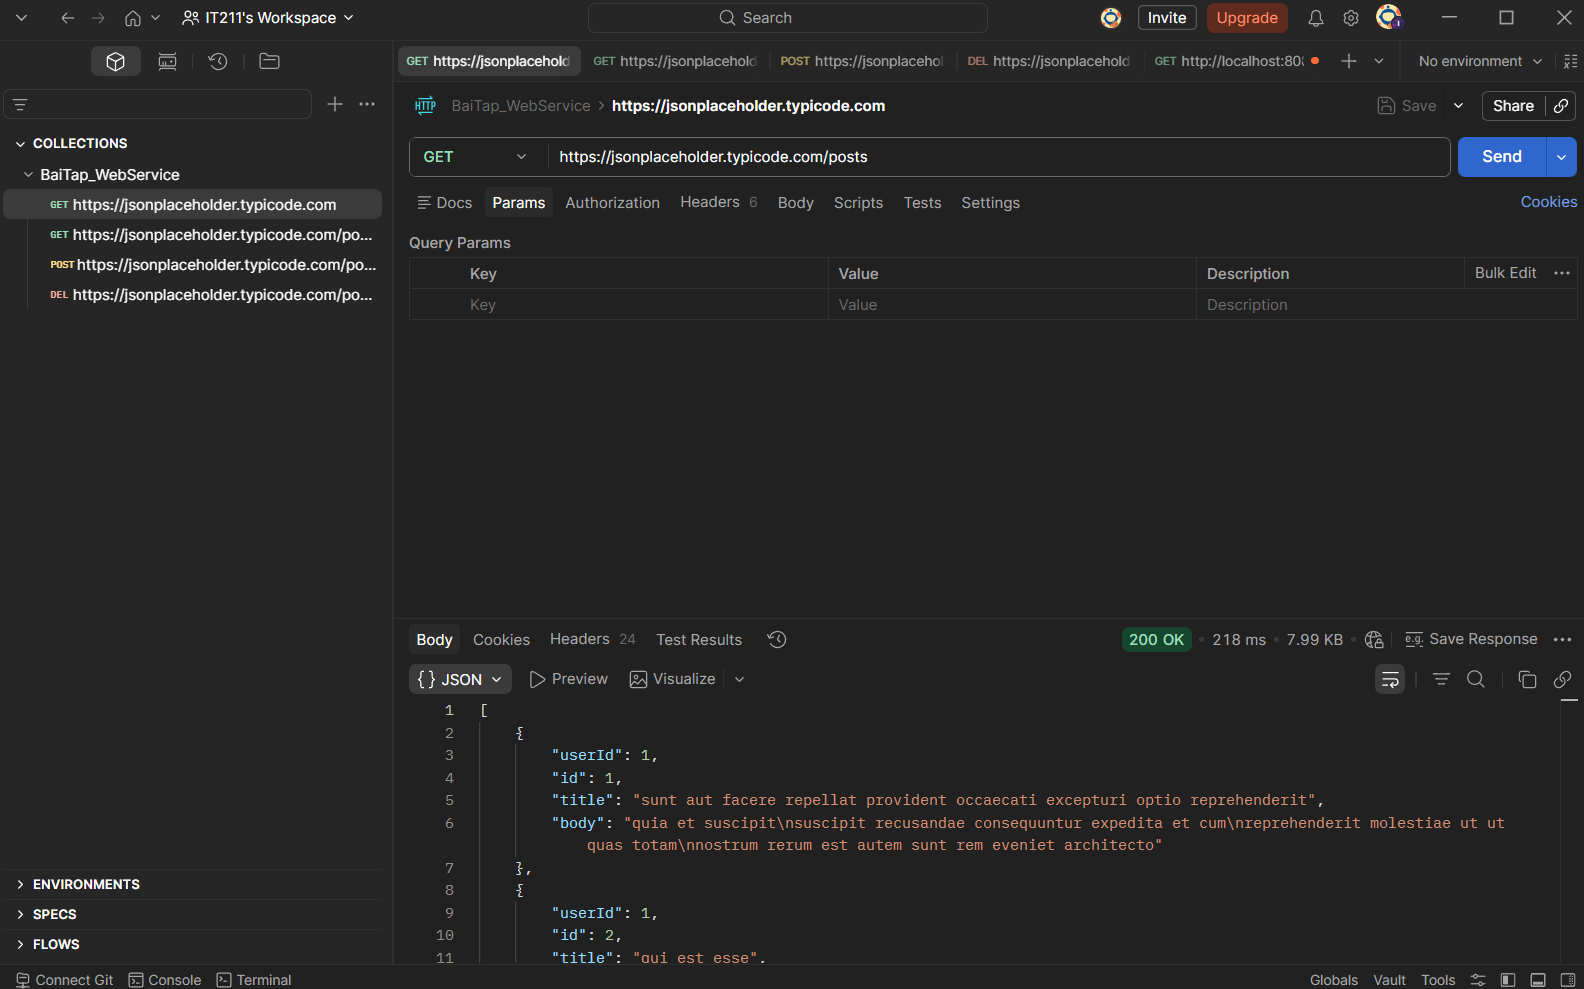 IT211's Workspace
Search
Invite
Upgrade
GET https://jsonplacehold
GET https://jsonplacehold
POST https://jsonplacehol
DEL https://jsonplacehold
GET http://localhost:80
No environment
COLLECTIONS
BaiTap_WebService
GET https://jsonplaceholder.typicode.com
GET https://jsonplaceholder.typicode.com/po...
POST https://jsonplaceholder.typicode.com/po...
DEL https://jsonplaceholder.typicode.com/po...
ENVIRONMENTS
SPECS
FLOWS
HTTP BaiTap_WebService > https://jsonplaceholder.typicode.com
Save
Share
GET https://jsonplaceholder.typicode.com/posts
Send
Docs Params Authorization Headers 6 Body Scripts Tests Settings
Cookies
Query Params
Key Value Description Bulk Edit
Key Value Description
Body Cookies Headers 24 Test Results
200 OK • 218 ms • 7.99 KB •
e.g. Save Response
{} JSON Preview Visualize
1 [
2 {
3 "userId": 1,
4 "id": 1,
5 "title": "sunt aut facere repellat provident occaecati excepturi optio reprehenderit",
6 "body": "quia et suscipit\nsuscipit recusandae consequuntur expedita et cum\nreprehenderit molestiae ut ut
quas totam\nnostrum rerum est autem sunt rem eveniet architecto"
7 },
8 {
9 "userId": 1,
10 "id": 2,
11 "title": "qui est esse",
Connect Git Console Terminal
Globals Vault Tools